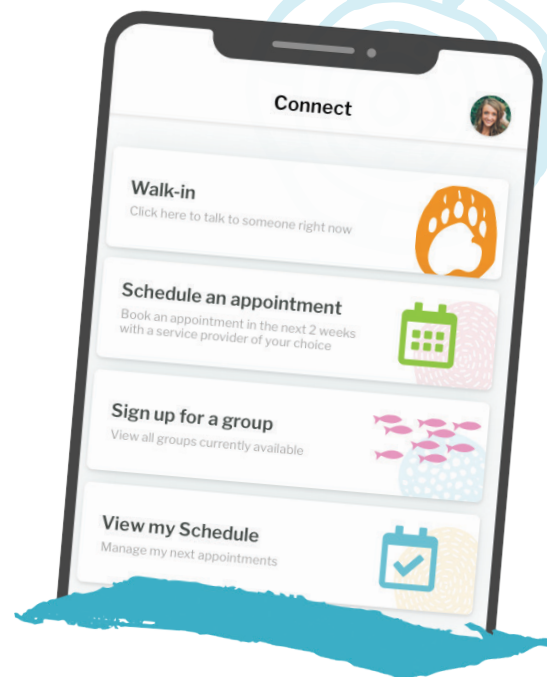 Connect
Walk-in
Click here to talk to someone right now
Schedule an appointment
Book an appointment in the next 2 weeks
with a service provider of your choice
Sign up for a group
View all groups currently available
View my Schedule
Manage my next appointments